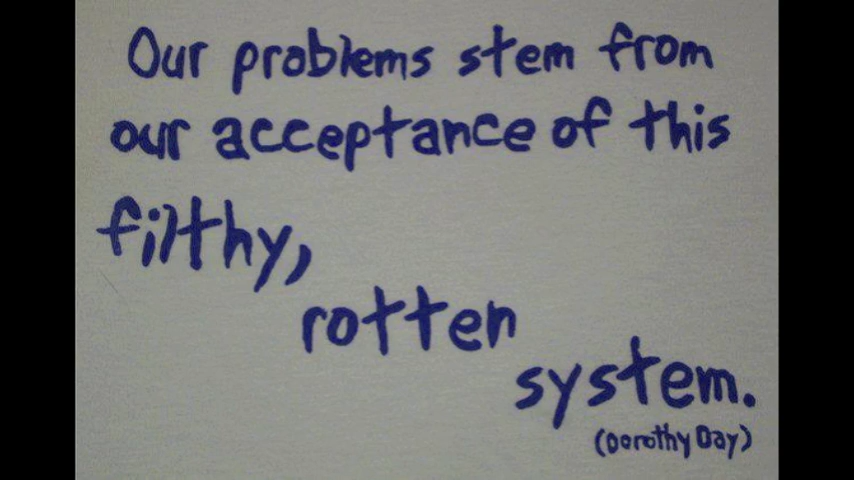 Our problems stem from
our acceptance of this
filthy,
rotten
system.
(Dorothy Day)